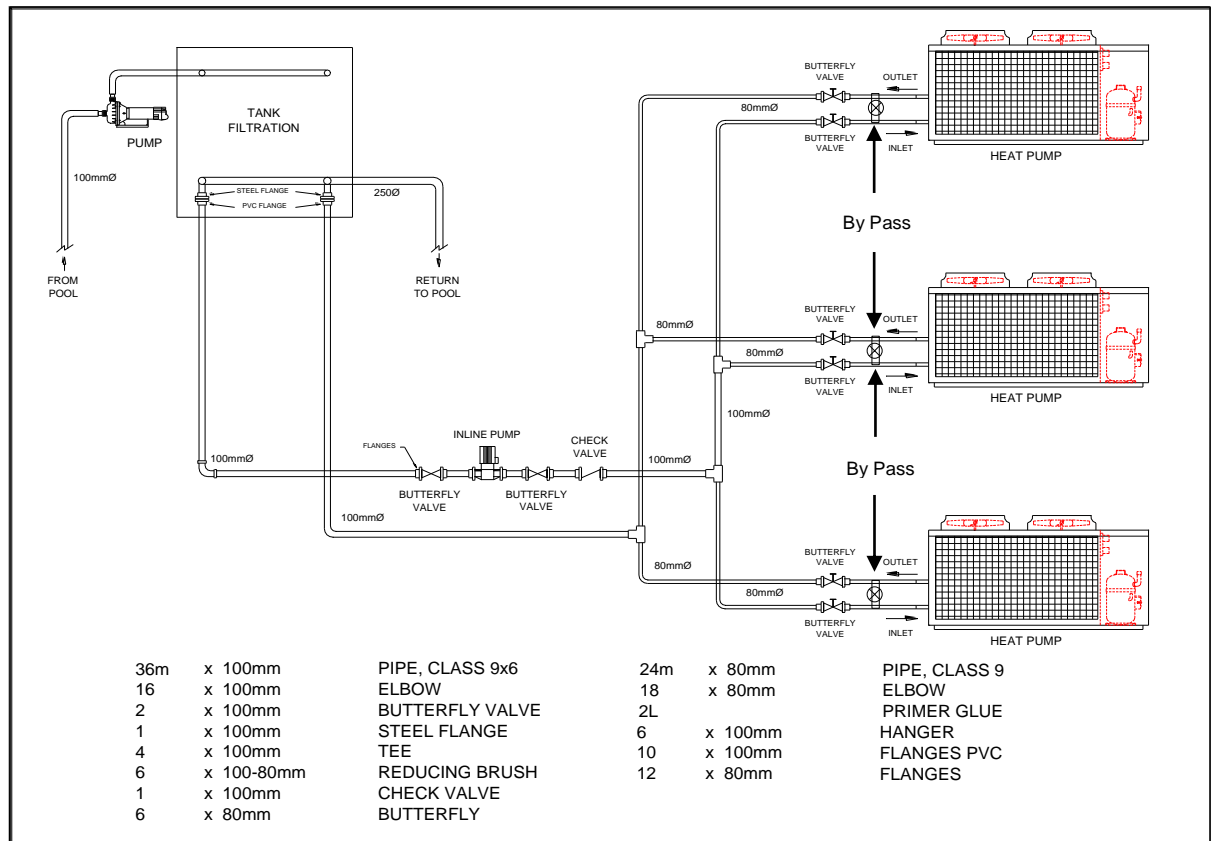 BUTTERFLY
VALVE
OUTLET
80mmØ
BUTTERFLY
VALVE
INLET
HEAT PUMP
TANK
FILTRATION
PUMP
100mmØ
STEEL FLANGE
PVC FLANGE
250Ø
FROM
POOL
RETURN
TO POOL
By Pass
BUTTERFLY
VALVE
OUTLET
80mmØ
80mmØ
BUTTERFLY
VALVE
INLET
HEAT PUMP
100mmØ
By Pass
100mmØ
FLANGES
INLINE PUMP
CHECK
VALVE
100mmØ
BUTTERFLY
VALVE
BUTTERFLY
VALVE
100mmØ
BUTTERFLY
VALVE
OUTLET
80mmØ
80mmØ
BUTTERFLY
VALVE
INLET
HEAT PUMP
36m x 100mm PIPE, CLASS 9x6
16 x 100mm ELBOW
2 x 100mm BUTTERFLY VALVE
1 x 100mm STEEL FLANGE
4 x 100mm TEE
6 x 100-80mm REDUCING BRUSH
1 x 100mm CHECK VALVE
6 x 80mm BUTTERFLY
24m x 80mm PIPE, CLASS 9
18 x 80mm ELBOW
2L PRIMER GLUE
6 x 100mm HANGER
10 x 100mm FLANGES PVC
12 x 80mm FLANGES